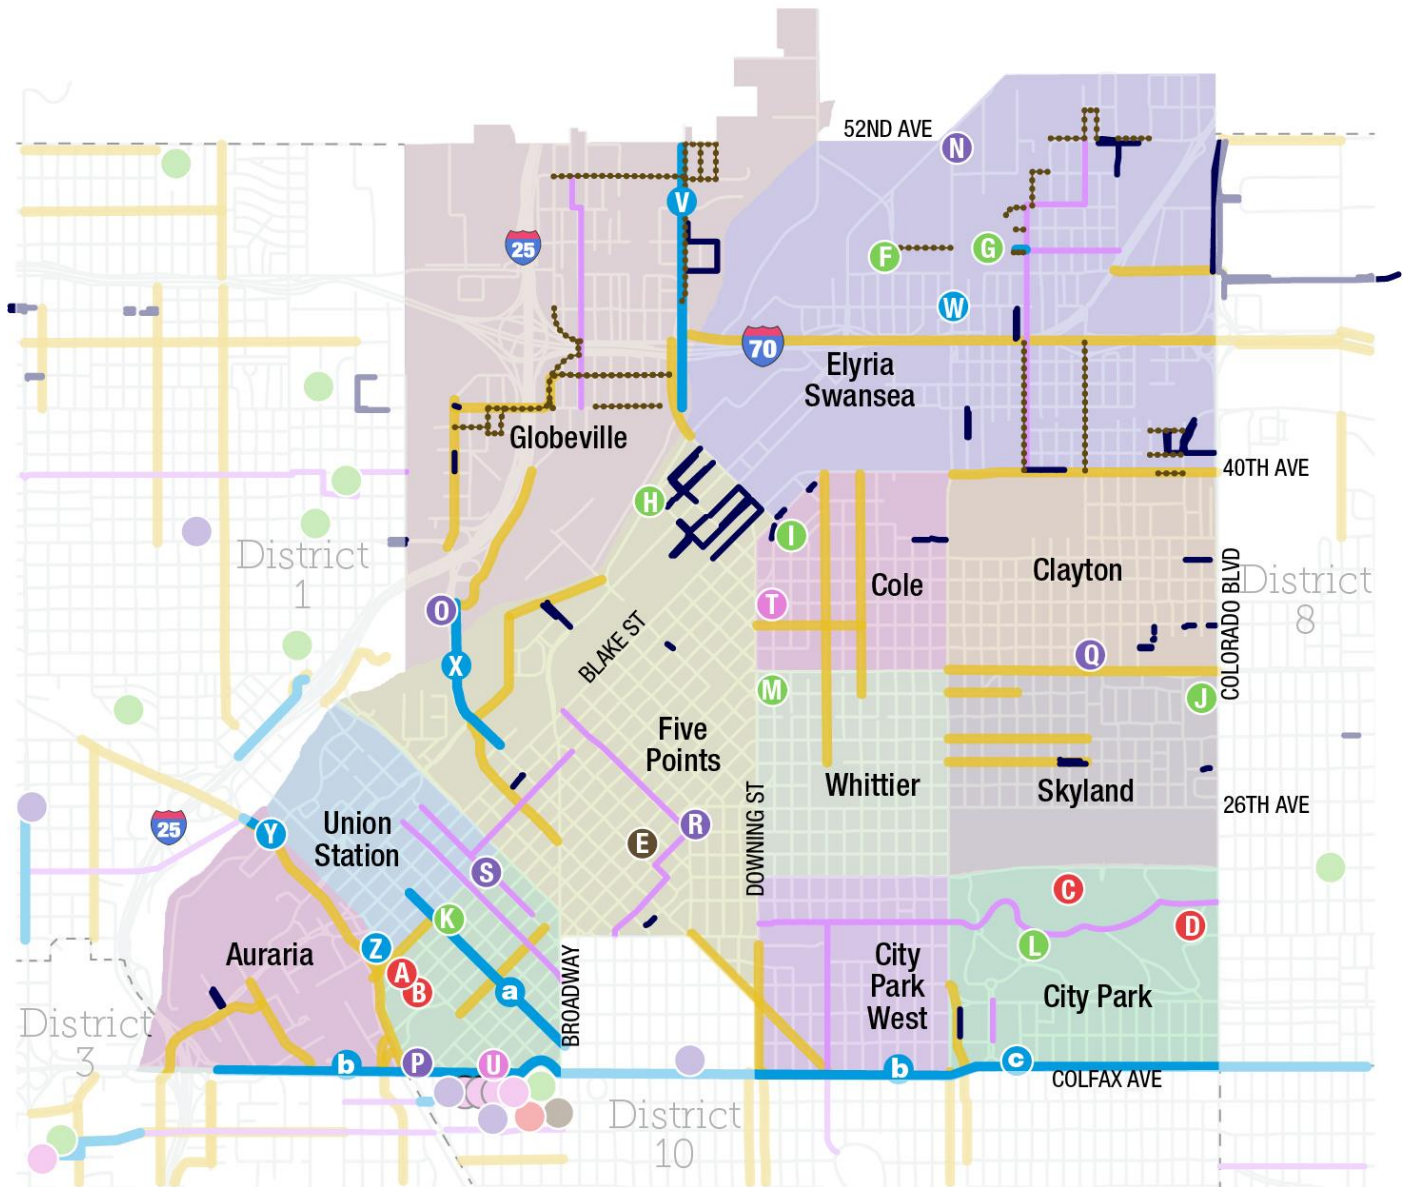 52ND AVE
N
V
25
F
G
W
70
Elyria
Swansea
Globeville
40TH AVE
H
I
District
1
Cole
Clayton
COLORADO BLVD
District
8
O
T
BLAKE ST
X
Q
M
J
Five
Points
Whittier
Skyland
26TH AVE
DOWNING ST
25
Y
Union
Station
R
E
S
C
K
D
L
Z
Auraria
A
B
a
BROADWAY
City
Park
West
City Park
District
3
b
P
U
b
c
COLFAX AVE
District
10